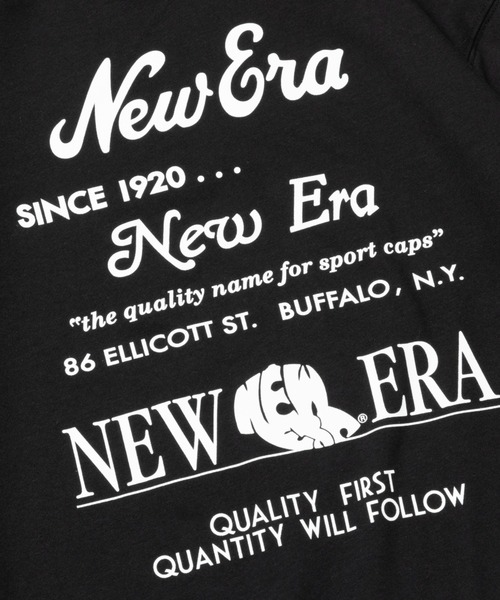 New Era
SINCE 1920 . . .
New Era
"the quality name for sport caps"
86 ELLICOTT ST. BUFFALO, N.Y.
NEW NEW ® ERA
QUALITY FIRST
QUANTITY WILL FOLLOW